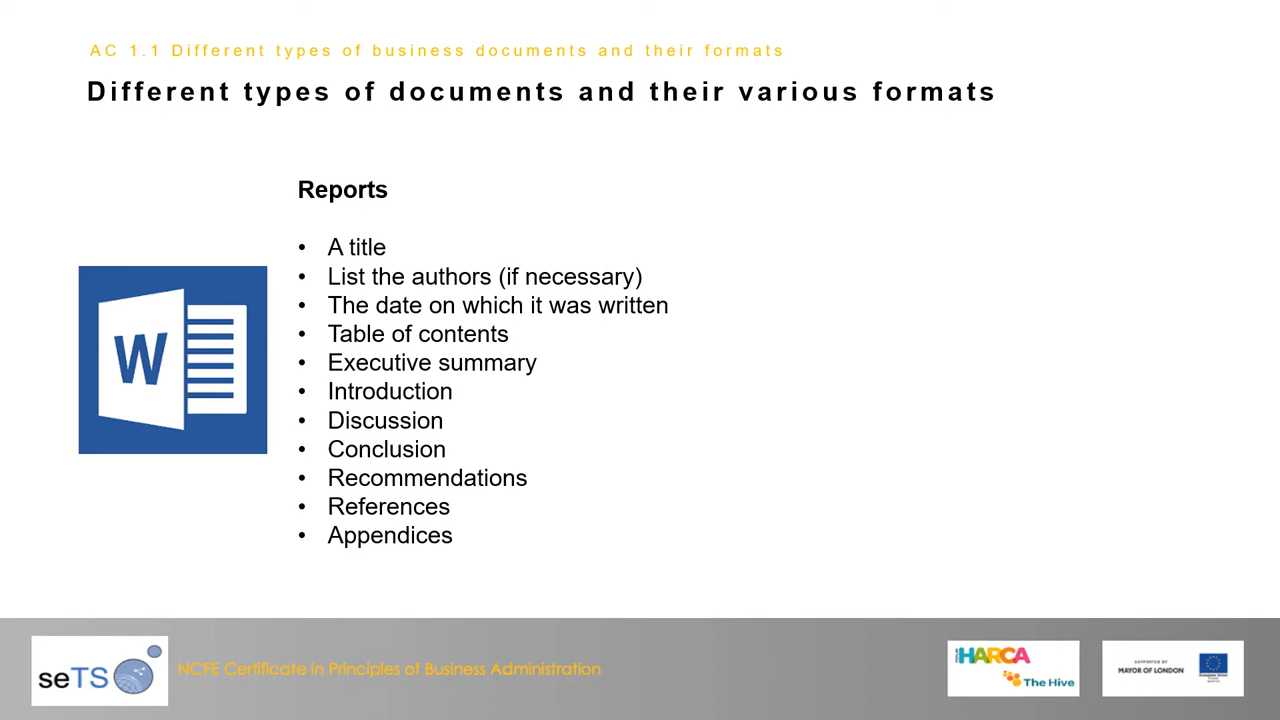 AC 1.1 Different types of business documents and their formats
Different types of documents and their various formats
Reports
• A title
• List the authors (if necessary)
• The date on which it was written
• Table of contents
• Executive summary
• Introduction
• Discussion
• Conclusion
• Recommendations
• References
• Appendices
W
seTS
NCFE Certificate in Principles of Business Administration
HARCA
The Hive
SUPPORTED BY
MAYOR OF LONDON